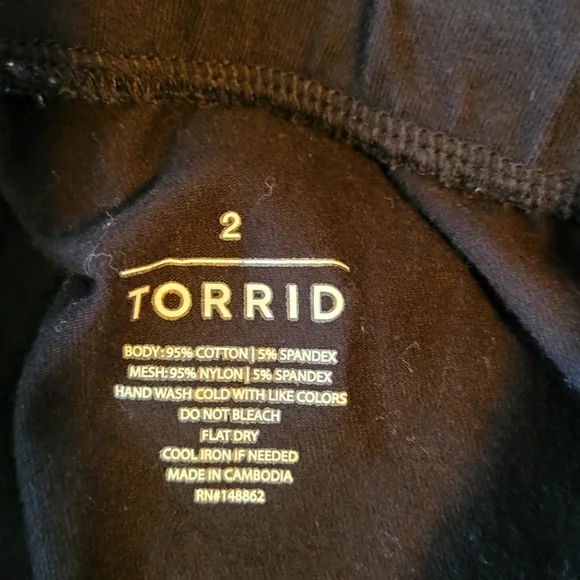 2
TORRID
BODY: 95% COTTON | 5% SPANDEX
MESH: 95% NYLON | 5% SPANDEX
HAND WASH COLD WITH LIKE COLORS
DO NOT BLEACH
FLAT DRY
COOL IRON IF NEEDED
MADE IN CAMBODIA
RN#148862